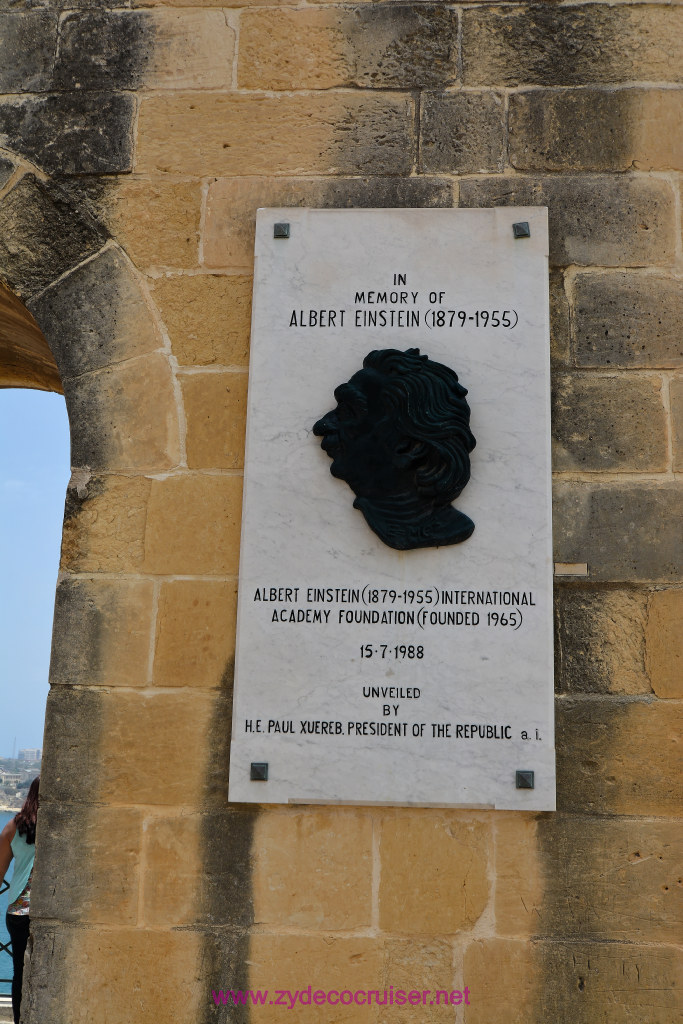 IN
MEMORY OF
ALBERT EINSTEIN (1879-1955)
ALBERT EINSTEIN (1879-1955) INTERNATIONAL
ACADEMY FOUNDATION (FOUNDED 1965)
15·7·1988
UNVEILED
BY
H.E. PAUL XUEREB. PRESIDENT OF THE REPUBLIC a.i.
www.zydecocruiser.net